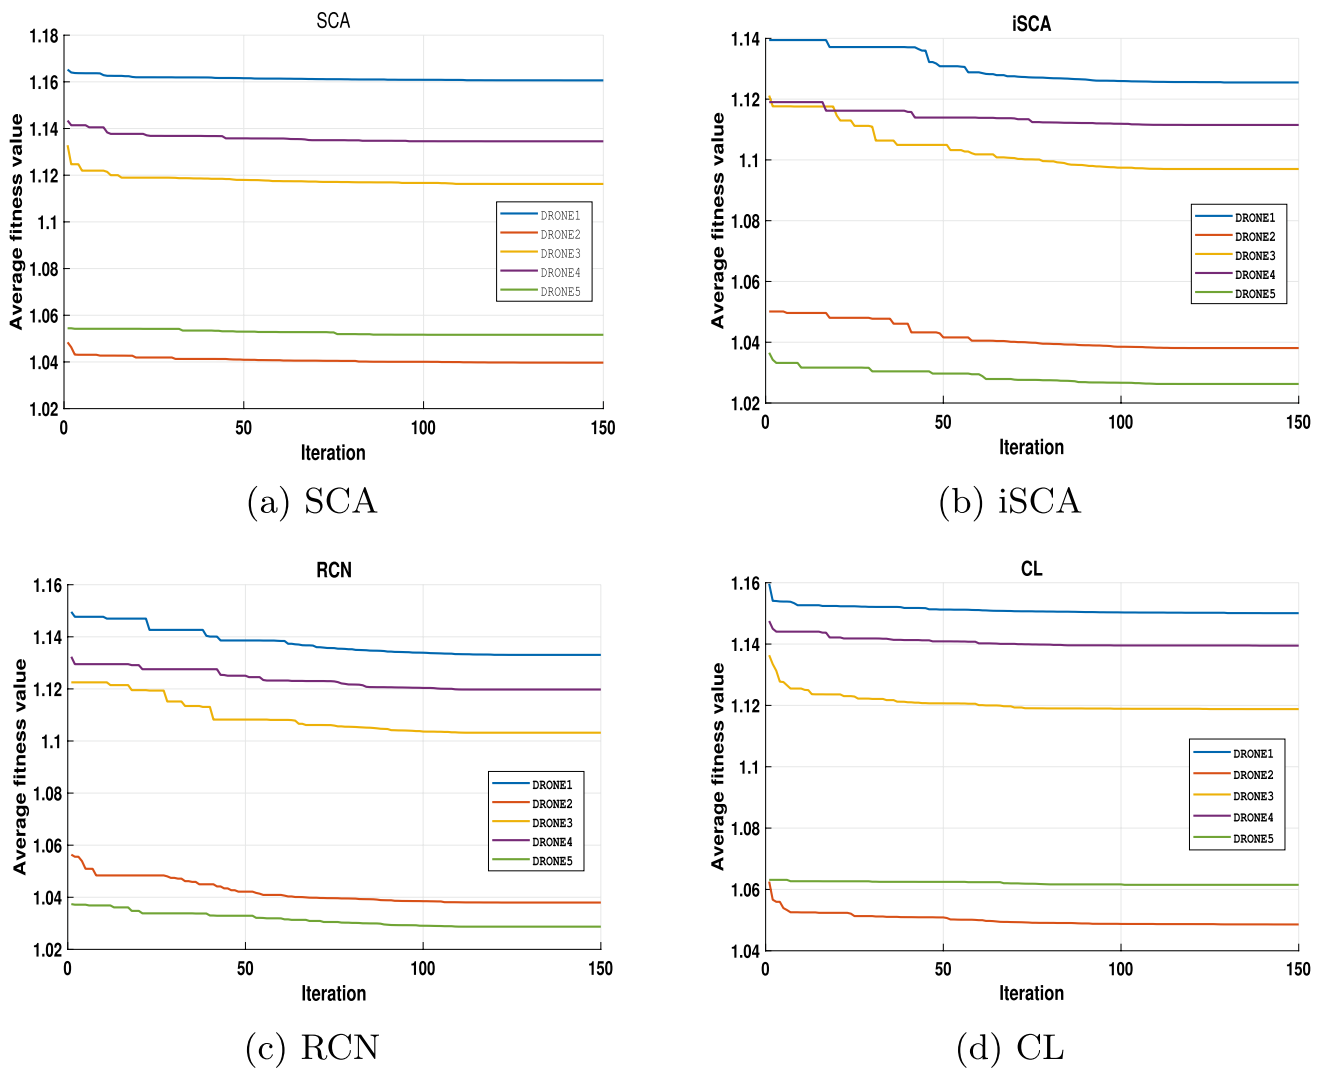 SCA
1.18
1.16
1.14
1.12
1.1
1.08
1.06
1.04
1.02
Average fitness value
0 50 100 150
Iteration
DRONE1
DRONE2
DRONE3
DRONE4
DRONE5
(a) SCA
iSCA
1.14
1.12
1.1
1.08
1.06
1.04
1.02
Average fitness value
0 50 100 150
Iteration
DRONE1
DRONE2
DRONE3
DRONE4
DRONE5
(b) iSCA
RCN
1.16
1.14
1.12
1.1
1.08
1.06
1.04
1.02
Average fitness value
0 50 100 150
Iteration
DRONE1
DRONE2
DRONE3
DRONE4
DRONE5
(c) RCN
CL
1.16
1.14
1.12
1.1
1.08
1.06
1.04
Average fitness value
0 50 100 150
Iteration
DRONE1
DRONE2
DRONE3
DRONE4
DRONE5
(d) CL